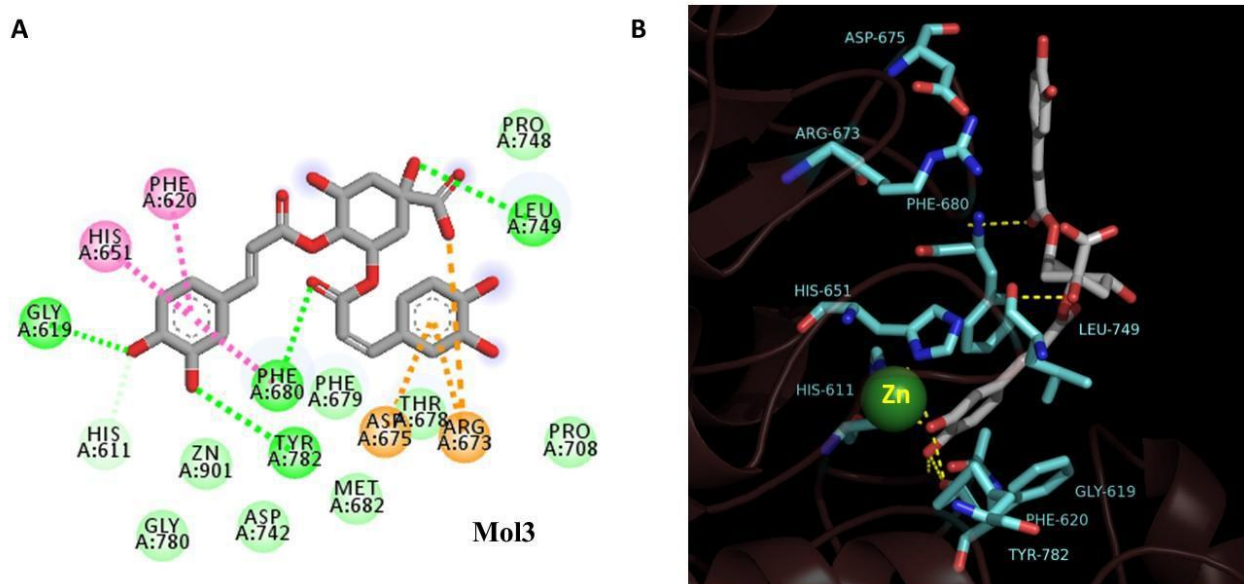 A
PRO
A:748
PHE
A:620
LEU
A:749
HIS
A:651
GLY
A:619
PHE
A:680
PHE
A:679
THR
A:678
ASP
A:675
ARG
A:673
PRO
A:708
HIS
A:611
ZN
A:901
TYR
A:782
MET
A:682
GLY
A:780
ASP
A:742
Mol3
B
ASP-675
ARG-673
PHE-680
HIS-651
LEU-749
HIS-611
Zn
GLY-619
PHE-620
TYR-782